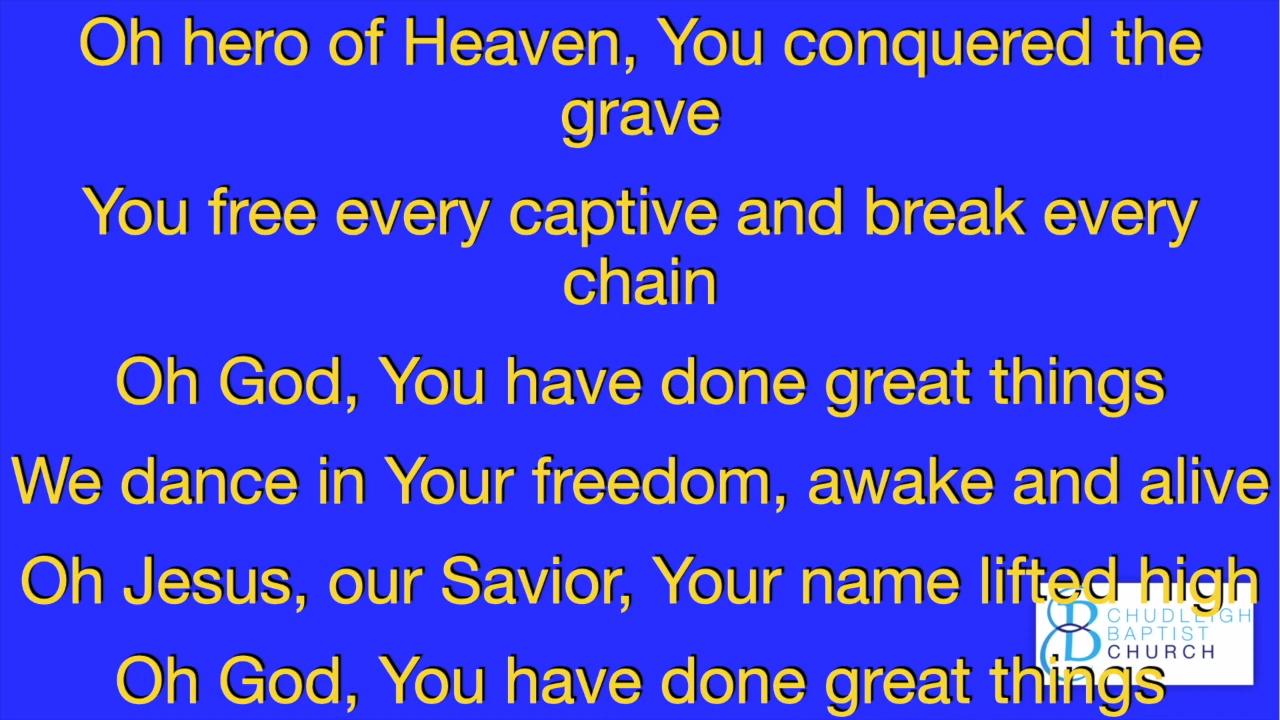 Oh hero of Heaven, You conquered the
grave
You free every captive and break every
chain
Oh God, You have done great things
We dance in Your freedom, awake and alive
Oh Jesus, our Savior, Your name lifted high
CHUDLEIGH
BAPTIST
CHURCH
Oh God, You have done great things